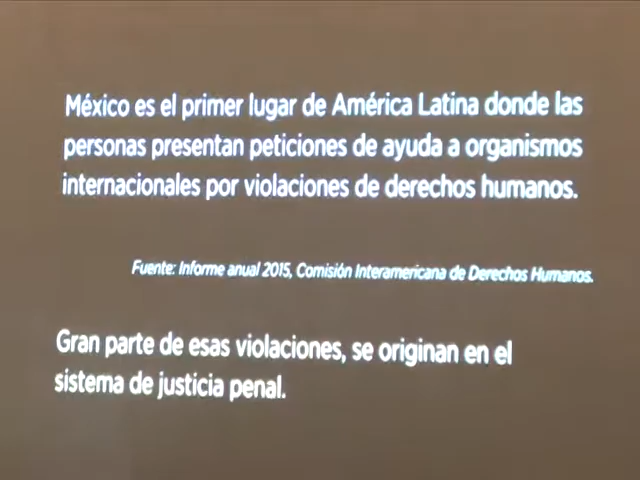 México es el primer lugar de América Latina donde las
personas presentan peticiones de ayuda a organismos
internacionales por violaciones de derechos humanos.
Fuente: Informe anual 2015, Comisión Interamericana de Derechos Humanos.
Gran parte de esas violaciones, se originan en el
sistema de justicia penal.